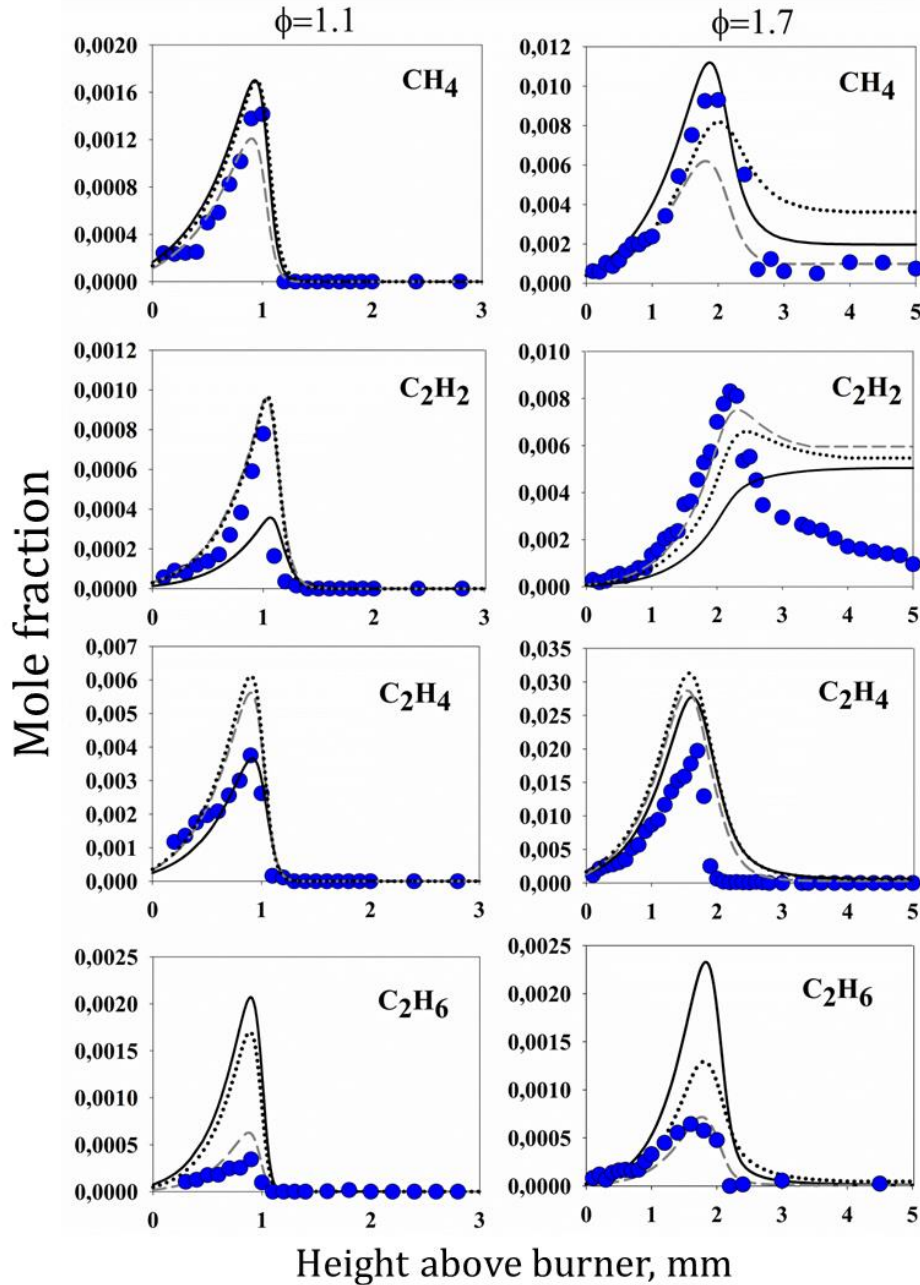 ϕ=1.1
ϕ=1.7
Mole fraction
0,0020
0,0016
0,0012
0,0008
0,0004
0,0000
CH4
0 1 2 3
0,012
0,010
0,008
0,006
0,004
0,002
0,000
CH4
0 1 2 3 4 5
0,0012
0,0010
0,0008
0,0006
0,0004
0,0002
0,0000
C2H2
0 1 2 3
0,010
0,008
0,006
0,004
0,002
0,000
C2H2
0 1 2 3 4 5
0,007
0,006
0,005
0,004
0,003
0,002
0,001
0,000
C2H4
0 1 2 3
0,035
0,030
0,025
0,020
0,015
0,010
0,005
0,000
C2H4
0 1 2 3 4 5
0,0025
0,0020
0,0015
0,0010
0,0005
0,0000
C2H6
0 1 2 3
0,0025
0,0020
0,0015
0,0010
0,0005
0,0000
C2H6
0 1 2 3 4 5
Height above burner, mm